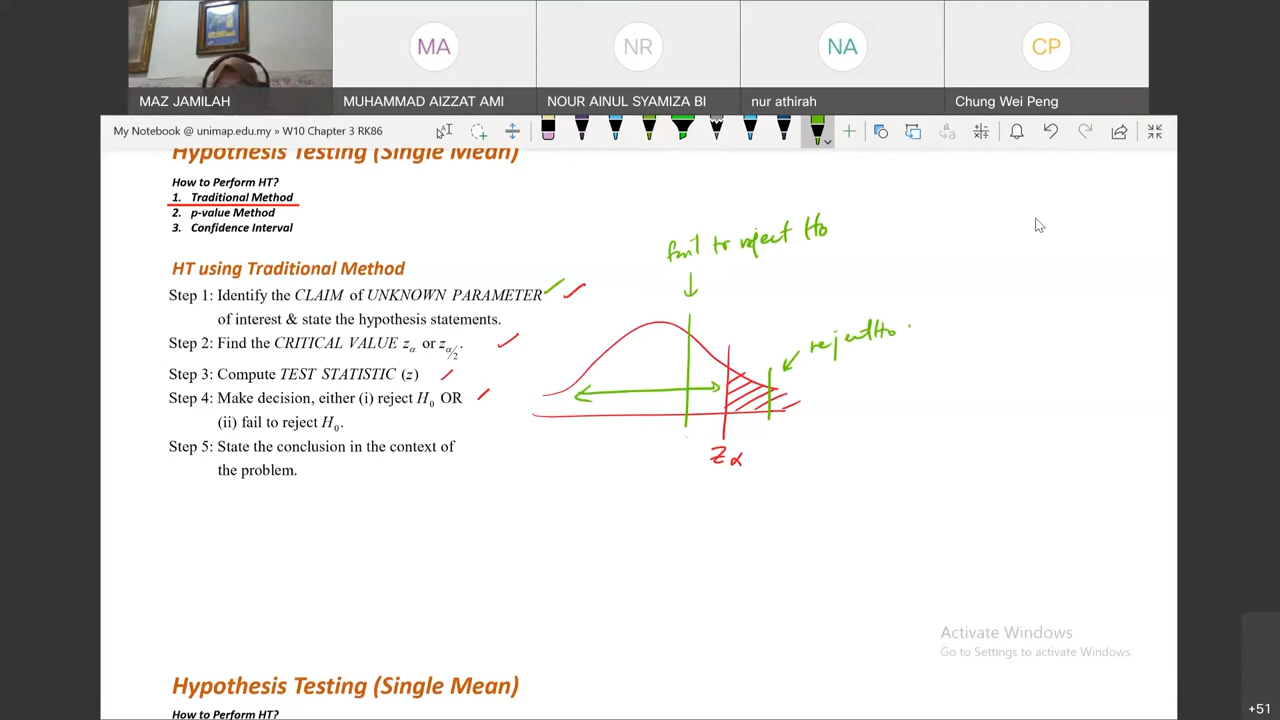 MA
NR
NA
CP
MAZ JAMILAH
MUHAMMAD AIZZAT AMI
NOUR AINUL SYAMIZA BI
nur athirah
Chung Wei Peng
My Notebook @ unimap.edu.my » W10 Chapter 3 RK86
Hypothesis Testing (Single Mean)
How to Perform HT?
1. Traditional Method
2. p-value Method
3. Confidence Interval
HT using Traditional Method
Step 1: Identify the CLAIM of UNKNOWN PARAMETER
of interest & state the hypothesis statements.
Step 2: Find the CRITICAL VALUE zα or zα/2.
Step 3: Compute TEST STATISTIC (z)
Step 4: Make decision, either (i) reject H0 OR
(ii) fail to reject H0.
Step 5: State the conclusion in the context of
the problem.
fail to reject Ho
reject Ho
zα
Activate Windows
Go to Settings to activate Windows.
Hypothesis Testing (Single Mean)
How to Perform HT?
+51